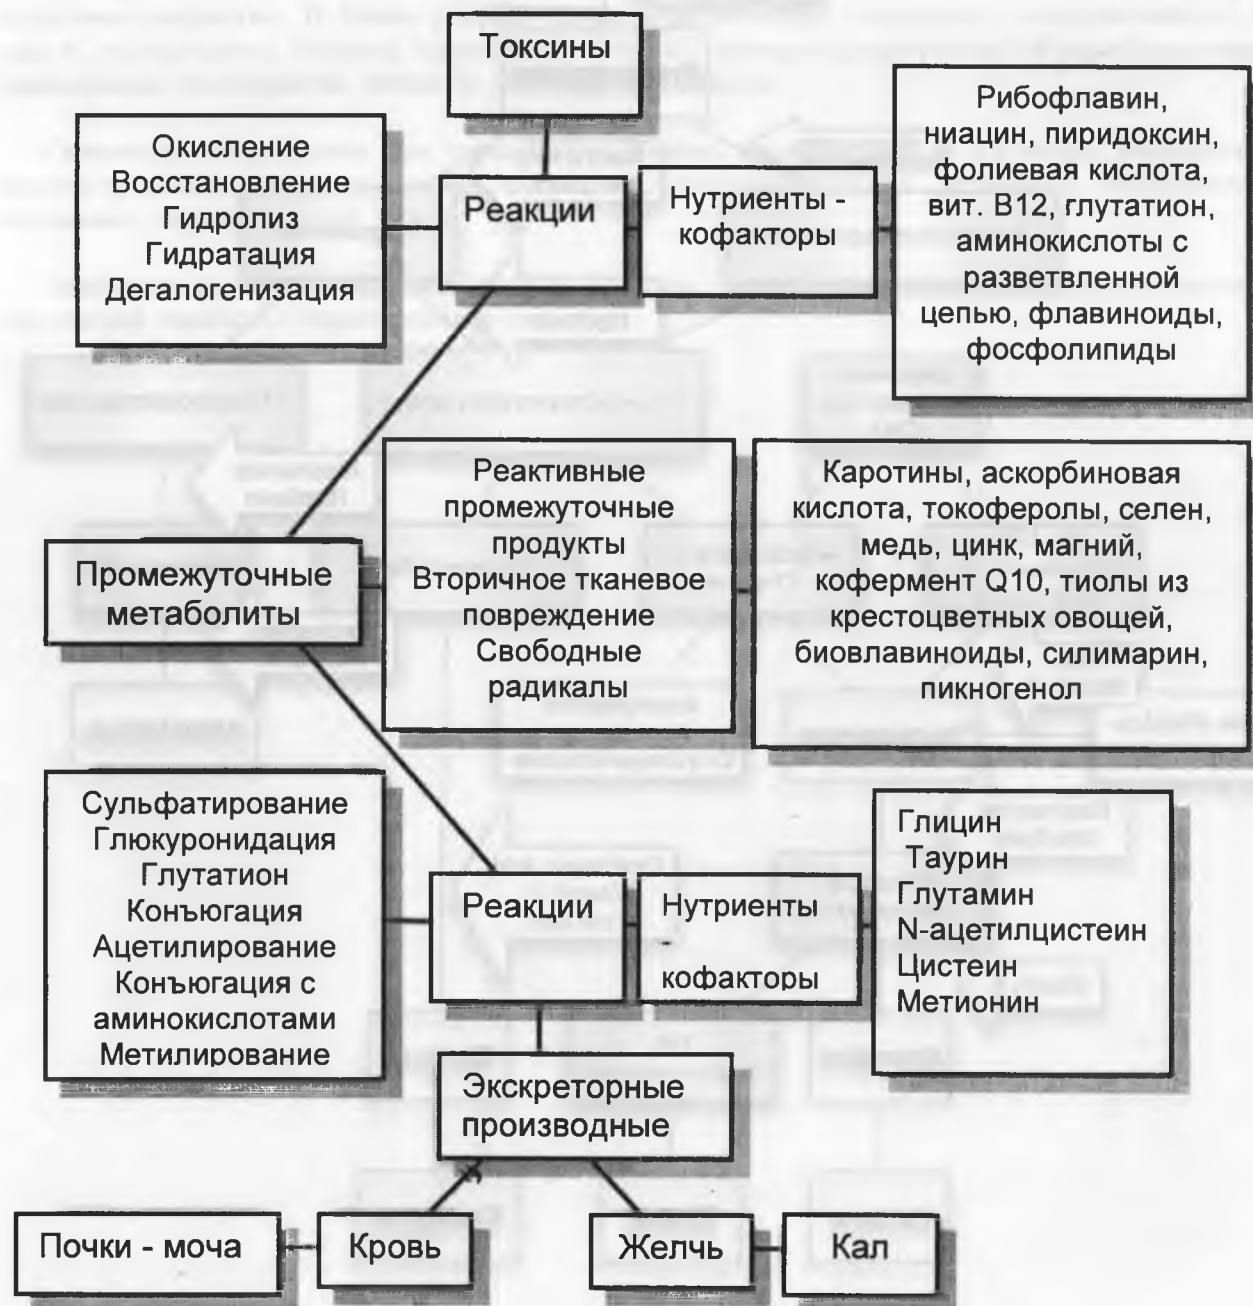 Токсины
Окисление
Восстановление
Гидролиз
Гидратация
Дегалогенизация
Реакции
Нутриенты -
кофакторы
Рибофлавин,
ниацин, пиридоксин,
фолиевая кислота,
вит. В12, глутатион,
аминокислоты с
разветвленной
цепью, флавиноиды,
фосфолипиды
Промежуточные
метаболиты
Реактивные
промежуточные
продукты
Вторичное тканевое
повреждение
Свободные
радикалы
Каротины, аскорбиновая
кислота, токоферолы, селен,
медь, цинк, магний,
кофермент Q10, тиолы из
крестоцветных овощей,
биовлавиноиды, силимарин,
пикногенол
Сульфатирование
Глюкуронидация
Глутатион
Конъюгация
Ацетилирование
Конъюгация с
аминокислотами
Метилирование
Реакции
Нутриенты
-
кофакторы
Глицин
Таурин
Глутамин
N-ацетилцистеин
Цистеин
Метионин
Экскреторные
производные
Почки - моча
Кровь
Желчь
Кал